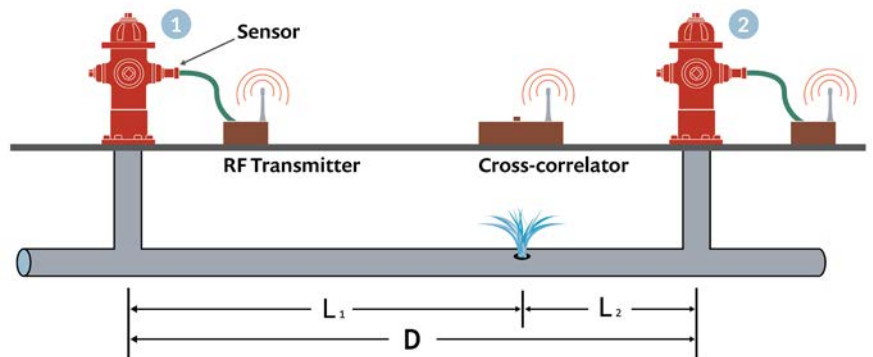 1
Sensor
2
RF Transmitter
Cross-correlator
L1
L2
D